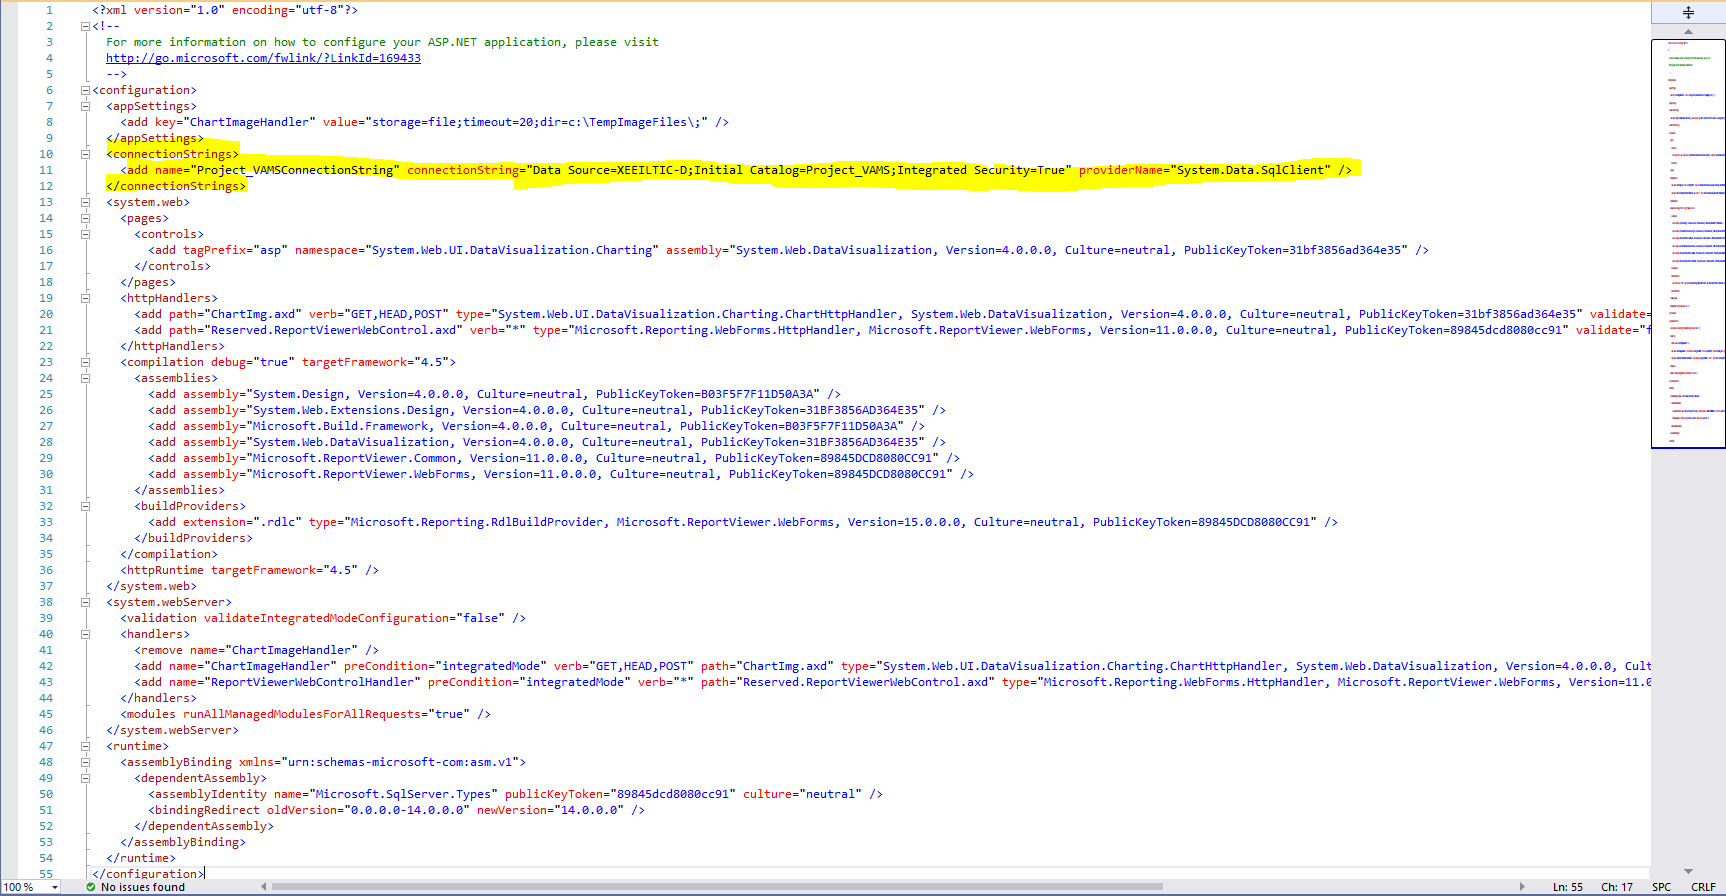 1 <?xml version="1.0" encoding="utf-8"?>
2 <!--
3 For more information on how to configure your ASP.NET application, please visit
4 http://go.microsoft.com/fwlink/?LinkId=169433
5 -->
6 <configuration>
7 <appSettings>
8 <add key="ChartImageHandler" value="storage=file;timeout=20;dir=c:\TempImageFiles\;" />
9 </appSettings>
10 <connectionStrings>
11 <add name="Project_VAMSConnectionString" connectionString="Data Source=XEEILTIC-D;Initial Catalog=Project_VAMS;Integrated Security=True" providerName="System.Data.SqlClient" />
12 </connectionStrings>
13 <system.web>
14 <pages>
15 <controls>
16 <add tagPrefix="asp" namespace="System.Web.UI.DataVisualization.Charting" assembly="System.Web.DataVisualization, Version=4.0.0.0, Culture=neutral, PublicKeyToken=31bf3856ad364e35" />
17 </controls>
18 </pages>
19 <httpHandlers>
20 <add path="ChartImg.axd" verb="GET,HEAD,POST" type="System.Web.UI.DataVisualization.Charting.ChartHttpHandler, System.Web.DataVisualization, Version=4.0.0.0, Culture=neutral, PublicKeyToken=31bf3856ad364e35" validate=
21 <add path="Reserved.ReportViewerWebControl.axd" verb="*" type="Microsoft.Reporting.WebForms.HttpHandler, Microsoft.ReportViewer.WebForms, Version=11.0.0.0, Culture=neutral, PublicKeyToken=89845dcd8080cc91" validate="f
22 </httpHandlers>
23 <compilation debug="true" targetFramework="4.5">
24 <assemblies>
25 <add assembly="System.Design, Version=4.0.0.0, Culture=neutral, PublicKeyToken=B03F5F7F11D50A3A" />
26 <add assembly="System.Web.Extensions.Design, Version=4.0.0.0, Culture=neutral, PublicKeyToken=31BF3856AD364E35" />
27 <add assembly="Microsoft.Build.Framework, Version=4.0.0.0, Culture=neutral, PublicKeyToken=B03F5F7F11D50A3A" />
28 <add assembly="System.Web.DataVisualization, Version=4.0.0.0, Culture=neutral, PublicKeyToken=31BF3856AD364E35" />
29 <add assembly="Microsoft.ReportViewer.Common, Version=11.0.0.0, Culture=neutral, PublicKeyToken=89845DCD8080CC91" />
30 <add assembly="Microsoft.ReportViewer.WebForms, Version=11.0.0.0, Culture=neutral, PublicKeyToken=89845DCD8080CC91" />
31 </assemblies>
32 <buildProviders>
33 <add extension=".rdlc" type="Microsoft.Reporting.RdlBuildProvider, Microsoft.ReportViewer.WebForms, Version=15.0.0.0, Culture=neutral, PublicKeyToken=89845DCD8080CC91" />
34 </buildProviders>
35 </compilation>
36 <httpRuntime targetFramework="4.5" />
37 </system.web>
38 <system.webServer>
39 <validation validateIntegratedModeConfiguration="false" />
40 <handlers>
41 <remove name="ChartImageHandler" />
42 <add name="ChartImageHandler" preCondition="integratedMode" verb="GET,HEAD,POST" path="ChartImg.axd" type="System.Web.UI.DataVisualization.Charting.ChartHttpHandler, System.Web.DataVisualization, Version=4.0.0.0, Cult
43 <add name="ReportViewerWebControlHandler" preCondition="integratedMode" verb="*" path="Reserved.ReportViewerWebControl.axd" type="Microsoft.Reporting.WebForms.HttpHandler, Microsoft.ReportViewer.WebForms, Version=11.0
44 </handlers>
45 <modules runAllManagedModulesForAllRequests="true" />
46 </system.webServer>
47 <runtime>
48 <assemblyBinding xmlns="urn:schemas-microsoft-com:asm.v1">
49 <dependentAssembly>
50 <assemblyIdentity name="Microsoft.SqlServer.Types" publicKeyToken="89845dcd8080cc91" culture="neutral" />
51 <bindingRedirect oldVersion="0.0.0.0-14.0.0.0" newVersion="14.0.0.0" />
52 </dependentAssembly>
53 </assemblyBinding>
54 </runtime>
55 </configuration>
100 % No issues found Ln: 55 Ch: 17 SPC CRLF